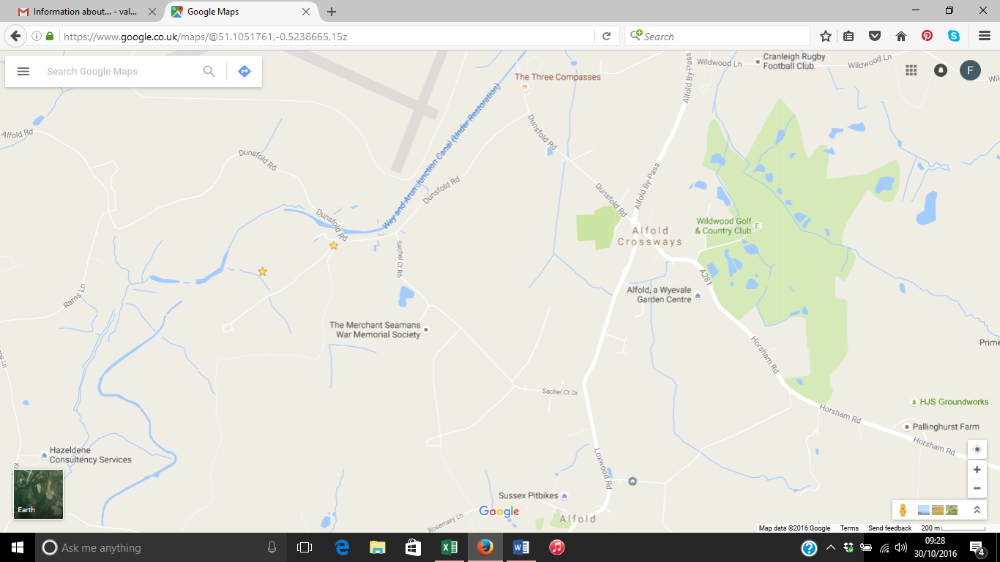 Information about... - val...
Google Maps
https://www.google.co.uk/maps/@51.1051761,-0.5238665,15z
Search
Search Google Maps
F
The Three Compasses
Wildwood Ln
Cranleigh Rugby
Football Club
Wildwood Ln
Alfold By-Pass
Alfold Rd
Dunsfold Rd
Dunsfold Rd
Wey and Arun Junction Canal (Under Restoration)
Dunsfold Rd
Dunsfold Rd
Alfold By-Pass
Dunsfold Rd
Alfold
Crossways
Wildwood Golf
& Country Club
Sachel Ct Rd
A281
Rams Ln
Alfold, a Wyevale
Garden Centre
The Merchant Seamans
War Memorial Society
Horsham Rd
Prime
Sachel Ct Dr
HJS Groundworks
Horsham Rd
Pallinghurst Farm
Horsham Rd
Hazeldene
Consultency Services
Loxwood Rd
Sussex Pitbikes
Earth
Google
Rosemary Ln
Alfold
Map data ©2016 Google
Terms
Send feedback
200 m
Ask me anything
09:28
30/10/2016
4